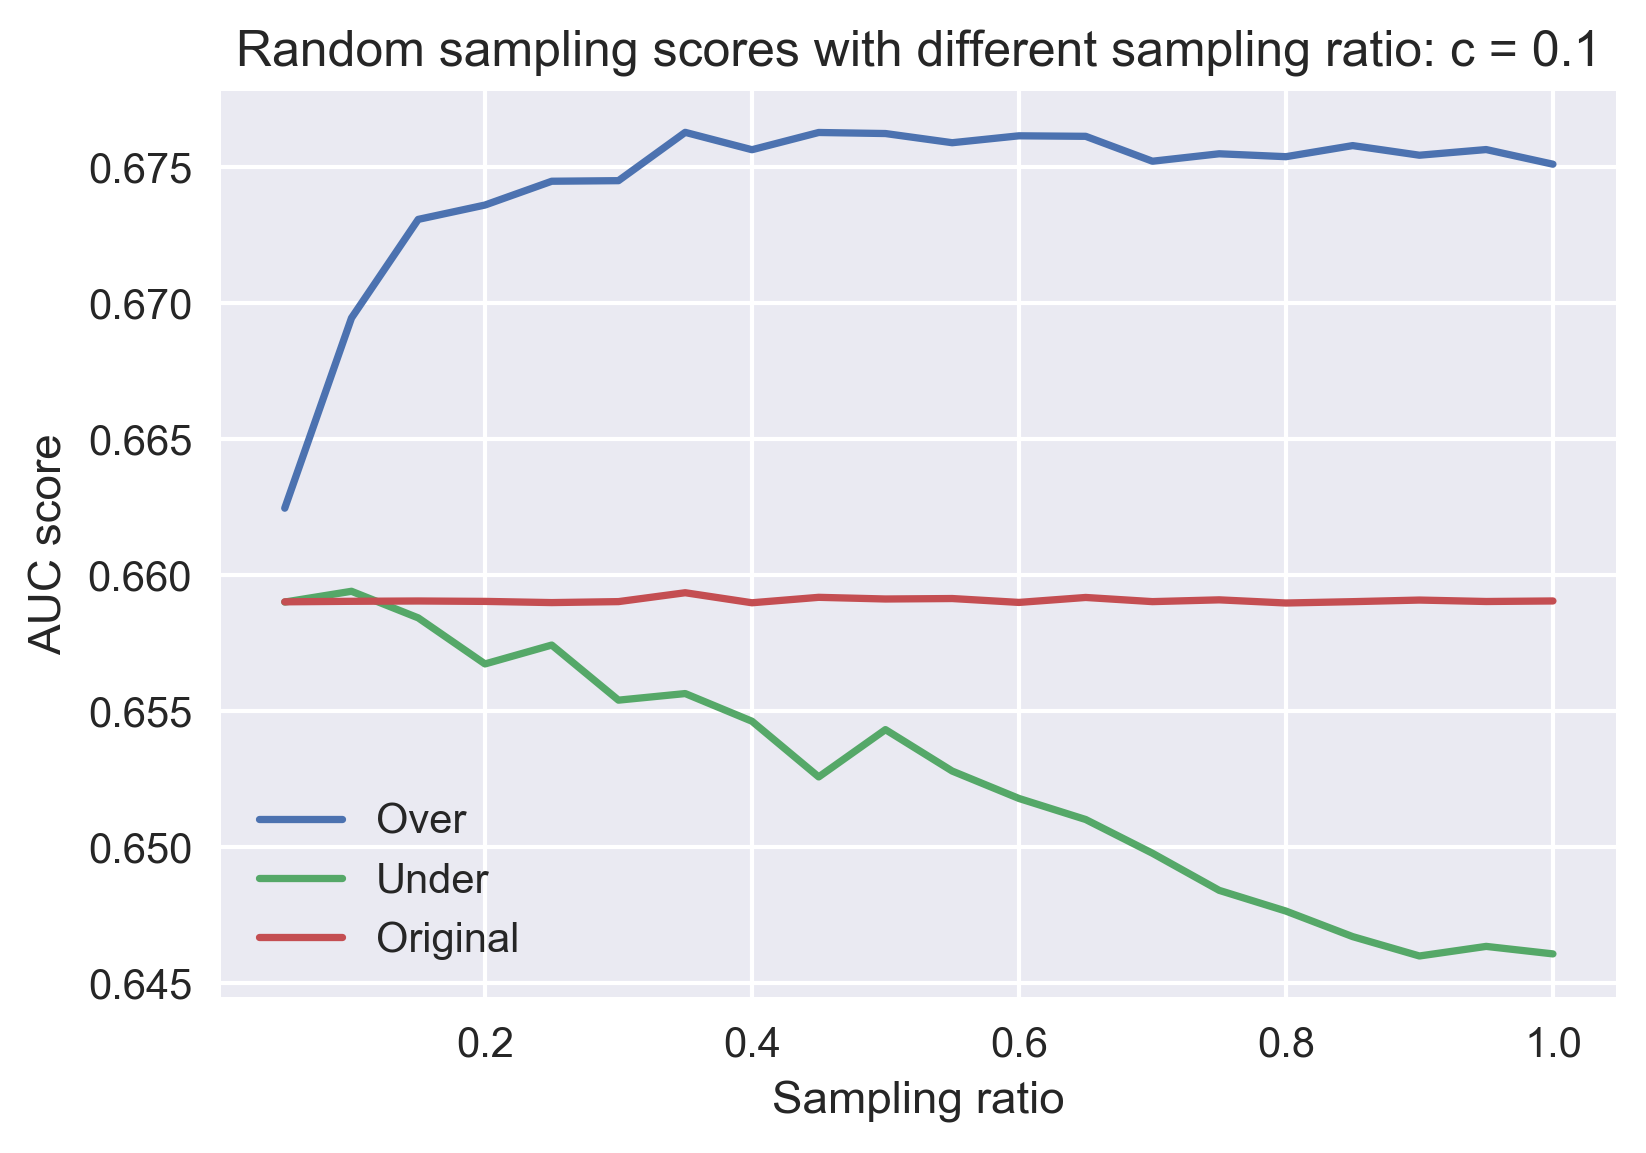 Random sampling scores with different sampling ratio: c = 0.1
0.675
0.670
0.665
0.660
0.655
0.650
0.645
AUC score
Over
Under
Original
0.2 0.4 0.6 0.8 1.0
Sampling ratio